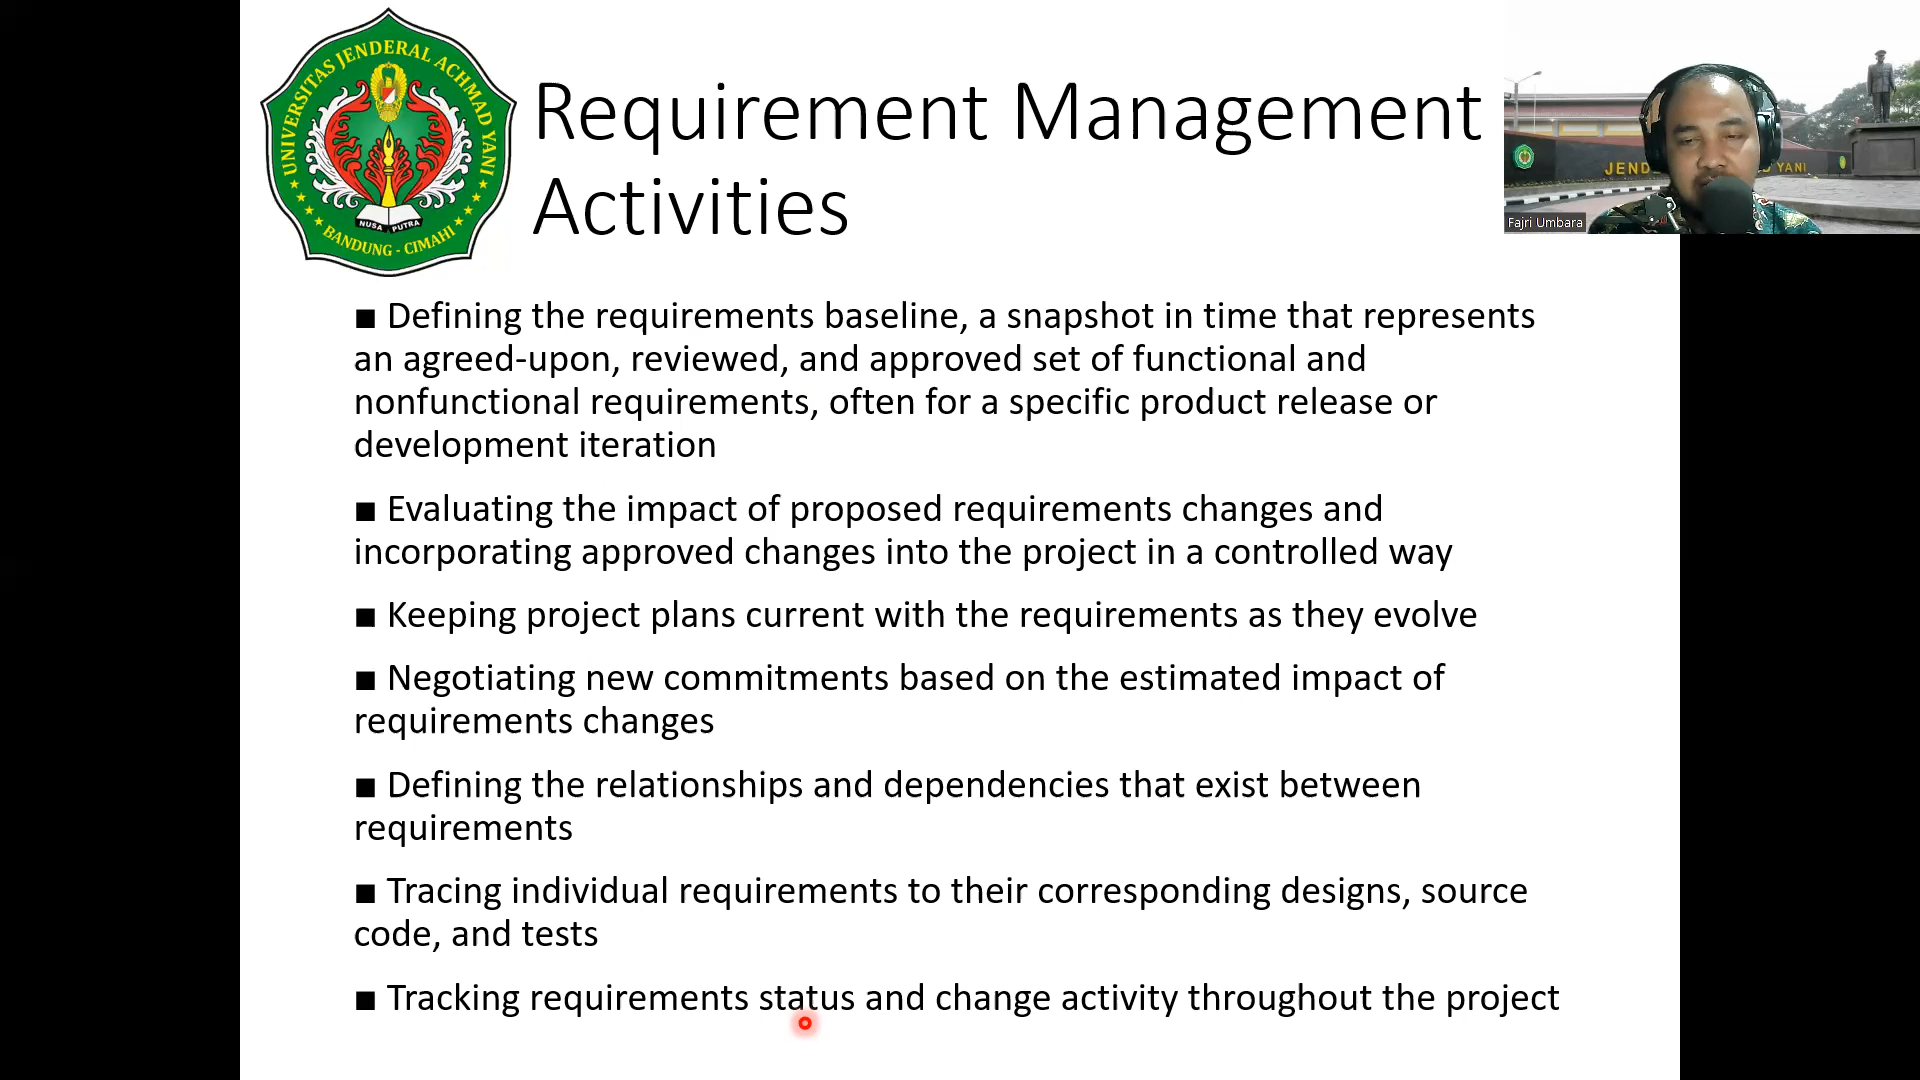 UNIVERSITAS JENDERAL ACHMAD YANI
NUSA PUTRA
BANDUNG - CIMAHI
Requirement Management
Activities
JEND
YANI
Fajri Umbara
■ Defining the requirements baseline, a snapshot in time that represents
an agreed-upon, reviewed, and approved set of functional and
nonfunctional requirements, often for a specific product release or
development iteration
■ Evaluating the impact of proposed requirements changes and
incorporating approved changes into the project in a controlled way
■ Keeping project plans current with the requirements as they evolve
■ Negotiating new commitments based on the estimated impact of
requirements changes
■ Defining the relationships and dependencies that exist between
requirements
■ Tracing individual requirements to their corresponding designs, source
code, and tests
■ Tracking requirements status and change activity throughout the project